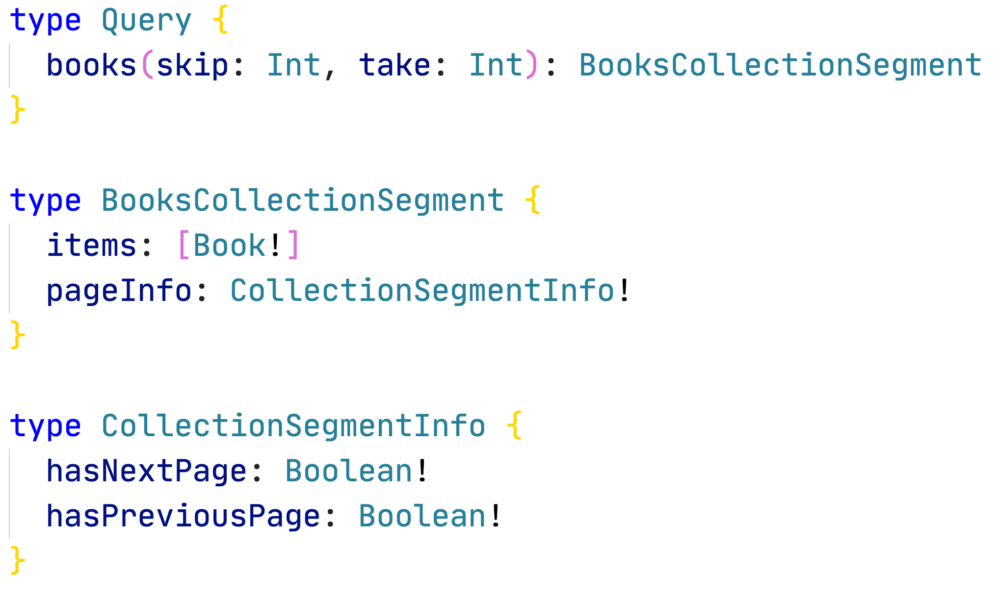 type Query {
  books(skip: Int, take: Int): BooksCollectionSegment
}
type BooksCollectionSegment {
  items: [Book!]
  pageInfo: CollectionSegmentInfo!
}
type CollectionSegmentInfo {
  hasNextPage: Boolean!
  hasPreviousPage: Boolean!
}